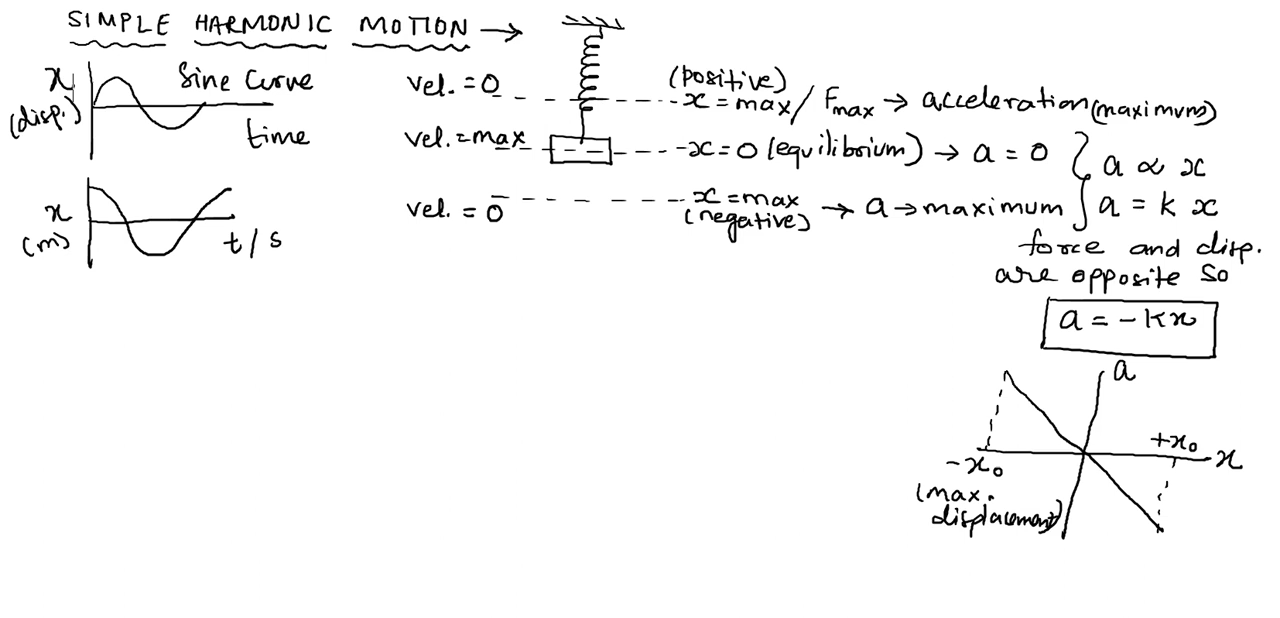 SIMPLE HARMONIC MOTION →
x
(disp.)
Sine Curve
time
x
(m)
t/s
vel. = 0
vel. = max
vel. = 0
(positive)
x = max / Fmax → acceleration (maximum)
x = 0 (equilibrium) → a = 0
x = max
(negative) → a → maximum
a ∝ x
a = k x
force and disp.
are opposite so
a = - kx
a
+x₀
x
-x₀
(max.
displacement)